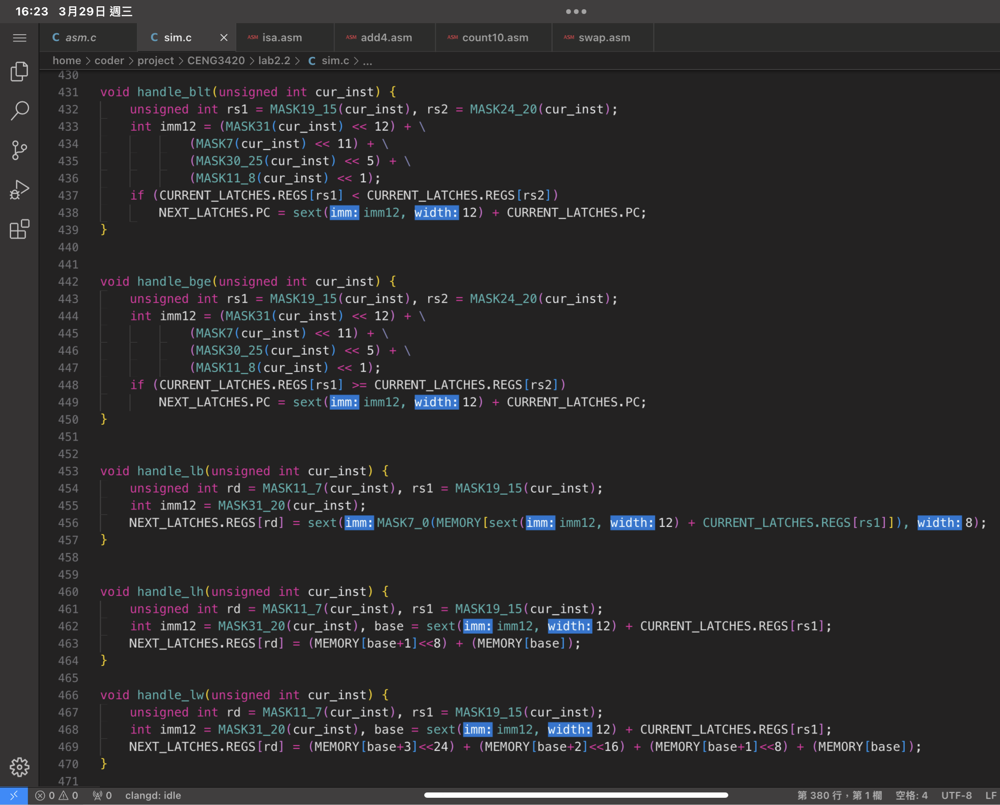 16:23 3月29日 週三
C asm.c C sim.c × ASM isa.asm ASM add4.asm ASM count10.asm ASM swap.asm
home > coder > project > CENG3420 > lab2.2 > C sim.c > ...
430
431 void handle_blt(unsigned int cur_inst) {
432 unsigned int rs1 = MASK19_15(cur_inst), rs2 = MASK24_20(cur_inst);
433 int imm12 = (MASK31(cur_inst) << 12) + \
434 (MASK7(cur_inst) << 11) + \
435 (MASK30_25(cur_inst) << 5) + \
436 (MASK11_8(cur_inst) << 1);
437 if (CURRENT_LATCHES.REGS[rs1] < CURRENT_LATCHES.REGS[rs2])
438 NEXT_LATCHES.PC = sext(imm: imm12, width: 12) + CURRENT_LATCHES.PC;
439 }
440
441
442 void handle_bge(unsigned int cur_inst) {
443 unsigned int rs1 = MASK19_15(cur_inst), rs2 = MASK24_20(cur_inst);
444 int imm12 = (MASK31(cur_inst) << 12) + \
445 (MASK7(cur_inst) << 11) + \
446 (MASK30_25(cur_inst) << 5) + \
447 (MASK11_8(cur_inst) << 1);
448 if (CURRENT_LATCHES.REGS[rs1] >= CURRENT_LATCHES.REGS[rs2])
449 NEXT_LATCHES.PC = sext(imm: imm12, width: 12) + CURRENT_LATCHES.PC;
450 }
451
452
453 void handle_lb(unsigned int cur_inst) {
454 unsigned int rd = MASK11_7(cur_inst), rs1 = MASK19_15(cur_inst);
455 int imm12 = MASK31_20(cur_inst);
456 NEXT_LATCHES.REGS[rd] = sext(imm: MASK7_0(MEMORY[sext(imm: imm12, width: 12) + CURRENT_LATCHES.REGS[rs1]]), width: 8);
457 }
458
459
460 void handle_lh(unsigned int cur_inst) {
461 unsigned int rd = MASK11_7(cur_inst), rs1 = MASK19_15(cur_inst);
462 int imm12 = MASK31_20(cur_inst), base = sext(imm: imm12, width: 12) + CURRENT_LATCHES.REGS[rs1];
463 NEXT_LATCHES.REGS[rd] = (MEMORY[base+1]<<8) + (MEMORY[base]);
464 }
465
466 void handle_lw(unsigned int cur_inst) {
467 unsigned int rd = MASK11_7(cur_inst), rs1 = MASK19_15(cur_inst);
468 int imm12 = MASK31_20(cur_inst), base = sext(imm: imm12, width: 12) + CURRENT_LATCHES.REGS[rs1];
469 NEXT_LATCHES.REGS[rd] = (MEMORY[base+3]<<24) + (MEMORY[base+2]<<16) + (MEMORY[base+1]<<8) + (MEMORY[base]);
470 }
471
0 0 0 clangd: idle 第 380 行，第 1 欄 空格: 4 UTF-8 LF